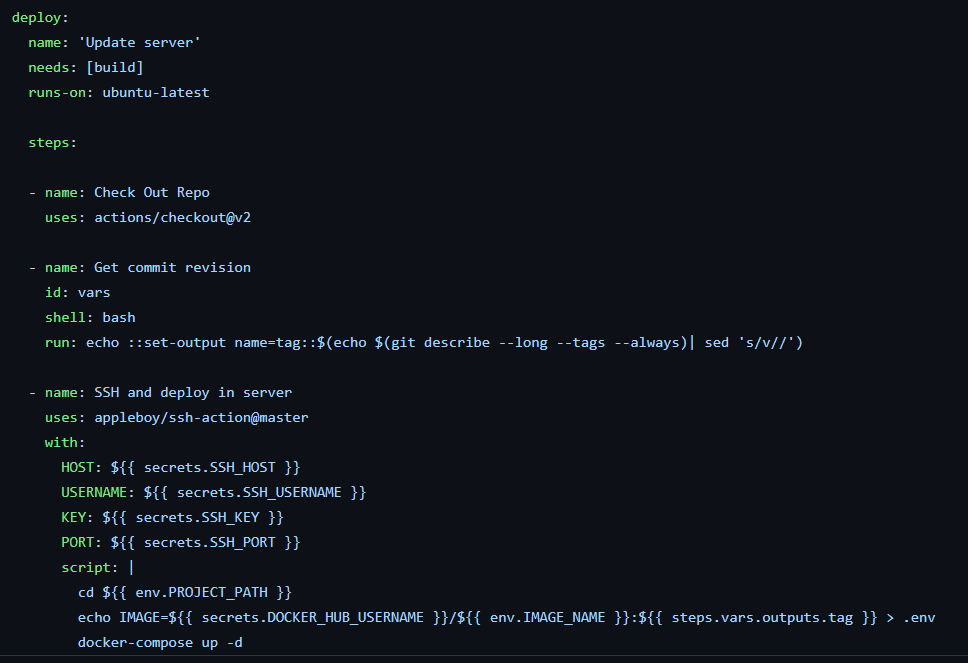 deploy:
  name: 'Update server'
  needs: [build]
  runs-on: ubuntu-latest

  steps:

  - name: Check Out Repo
    uses: actions/checkout@v2

  - name: Get commit revision
    id: vars
    shell: bash
    run: echo ::set-output name=tag::$(echo $(git describe --long --tags --always)| sed 's/v//')

  - name: SSH and deploy in server
    uses: appleboy/ssh-action@master
    with:
      HOST: ${{ secrets.SSH_HOST }}
      USERNAME: ${{ secrets.SSH_USERNAME }}
      KEY: ${{ secrets.SSH_KEY }}
      PORT: ${{ secrets.SSH_PORT }}
      script: |
        cd ${{ env.PROJECT_PATH }}
        echo IMAGE=${{ secrets.DOCKER_HUB_USERNAME }}/${{ env.IMAGE_NAME }}:${{ steps.vars.outputs.tag }} > .env
        docker-compose up -d